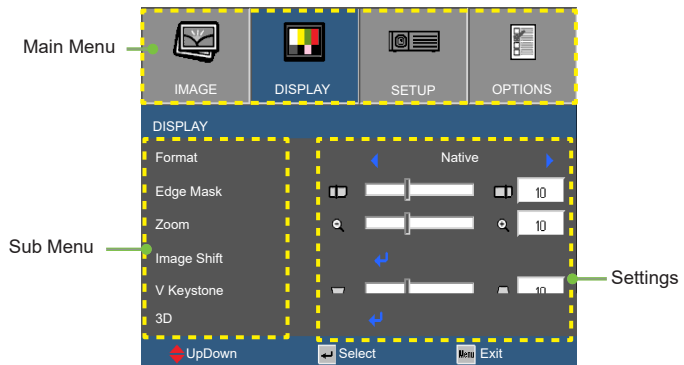 Main Menu
IMAGE DISPLAY SETUP OPTIONS
DISPLAY
Format Native
Edge Mask 10
Zoom 10
Sub Menu
Image Shift
Settings
V Keystone 10
3D
UpDown Select Menu Exit